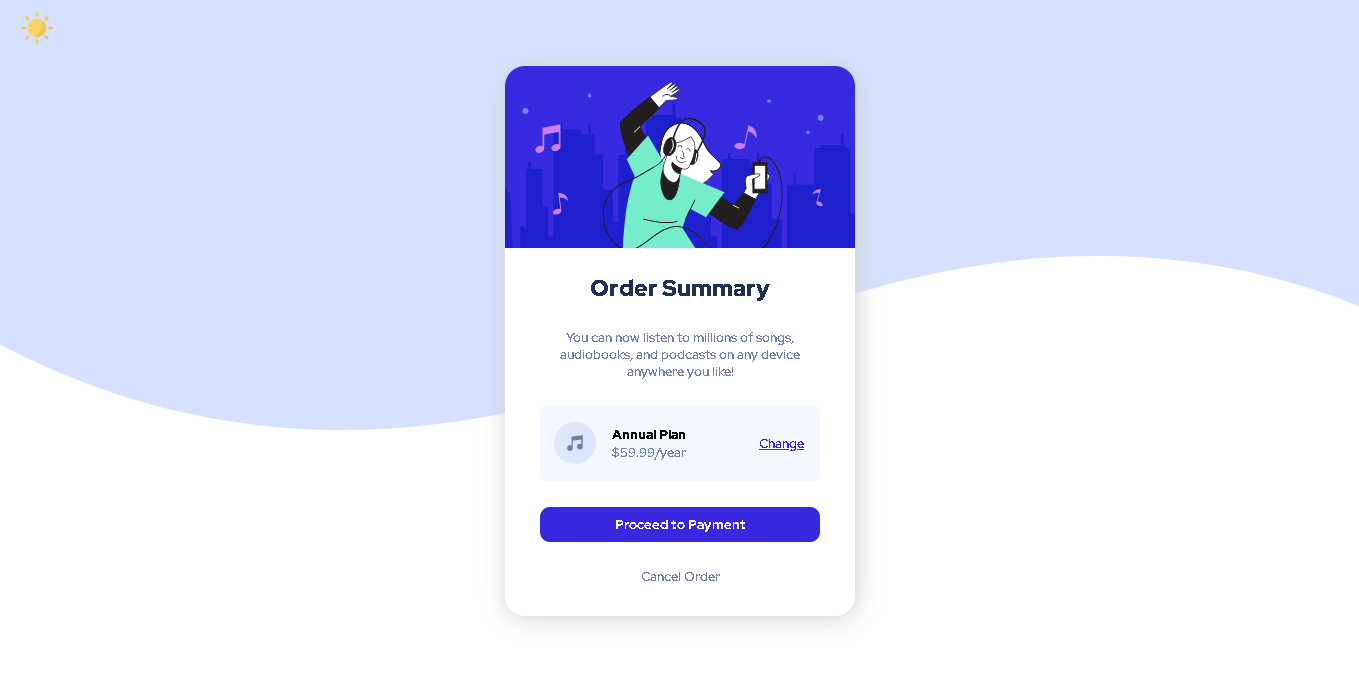 Order Summary
You can now listen to millions of songs,
audiobooks, and podcasts on any device
anywhere you like!
Annual Plan
$59.99/year
Change
Proceed to Payment
Cancel Order